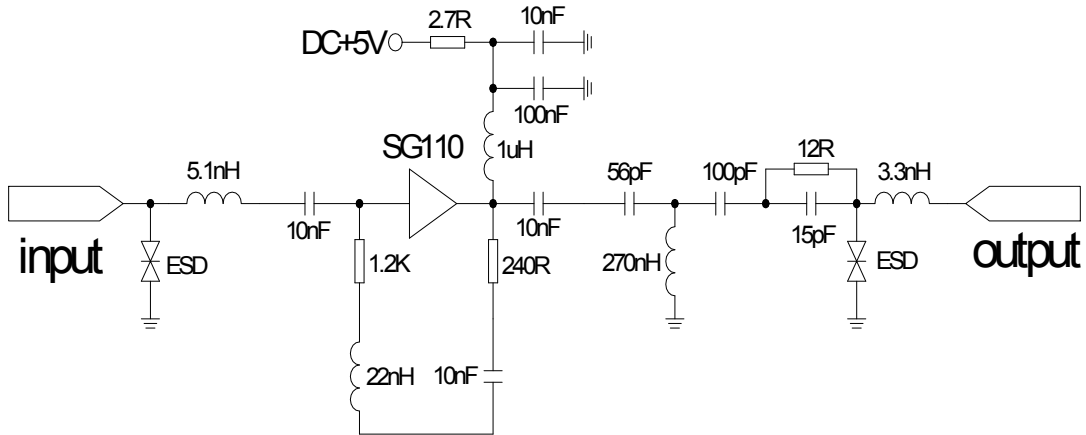 2.7R
10nF
DC+5V
100nF
SG110
1uH
5.1nH
56pF
100pF
12R
3.3nH
10nF
10nF
15pF
input
ESD
1.2K
240R
270nH
ESD
output
22nH
10nF